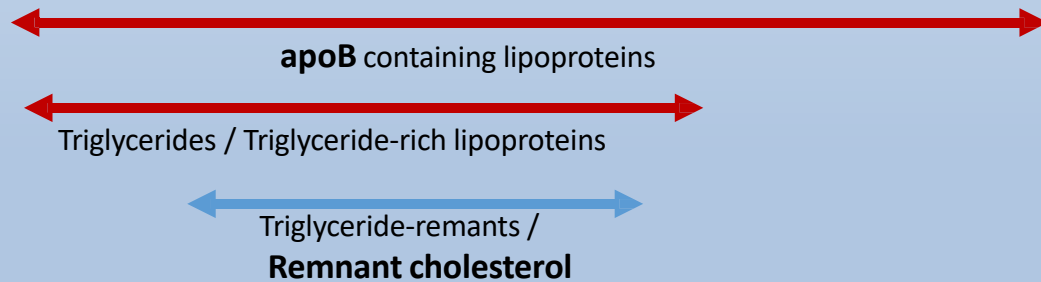 apoB containing lipoproteins
Triglycerides / Triglyceride-rich lipoproteins
Triglyceride-remants /
Remnant cholesterol